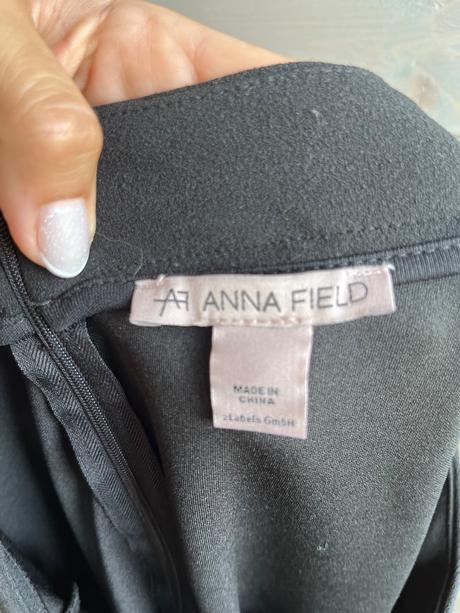 AF ANNA FIELD
MADE IN
CHINA
zLabels GmbH